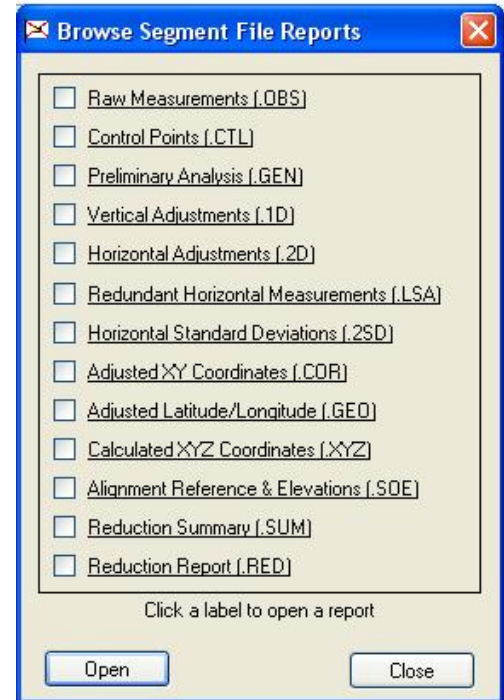 Browse Segment File Reports
Raw Measurements (.OBS)
Control Points (.CTL)
Preliminary Analysis (.GEN)
Vertical Adjustments (.1D)
Horizontal Adjustments (.2D)
Redundant Horizontal Measurements (.LSA)
Horizontal Standard Deviations (.2SD)
Adjusted XY Coordinates (.COR)
Adjusted Latitude/Longitude (.GEO)
Calculated XYZ Coordinates (.XYZ)
Alignment Reference & Elevations (.SOE)
Reduction Summary (.SUM)
Reduction Report (.RED)
Click a label to open a report
Open Close